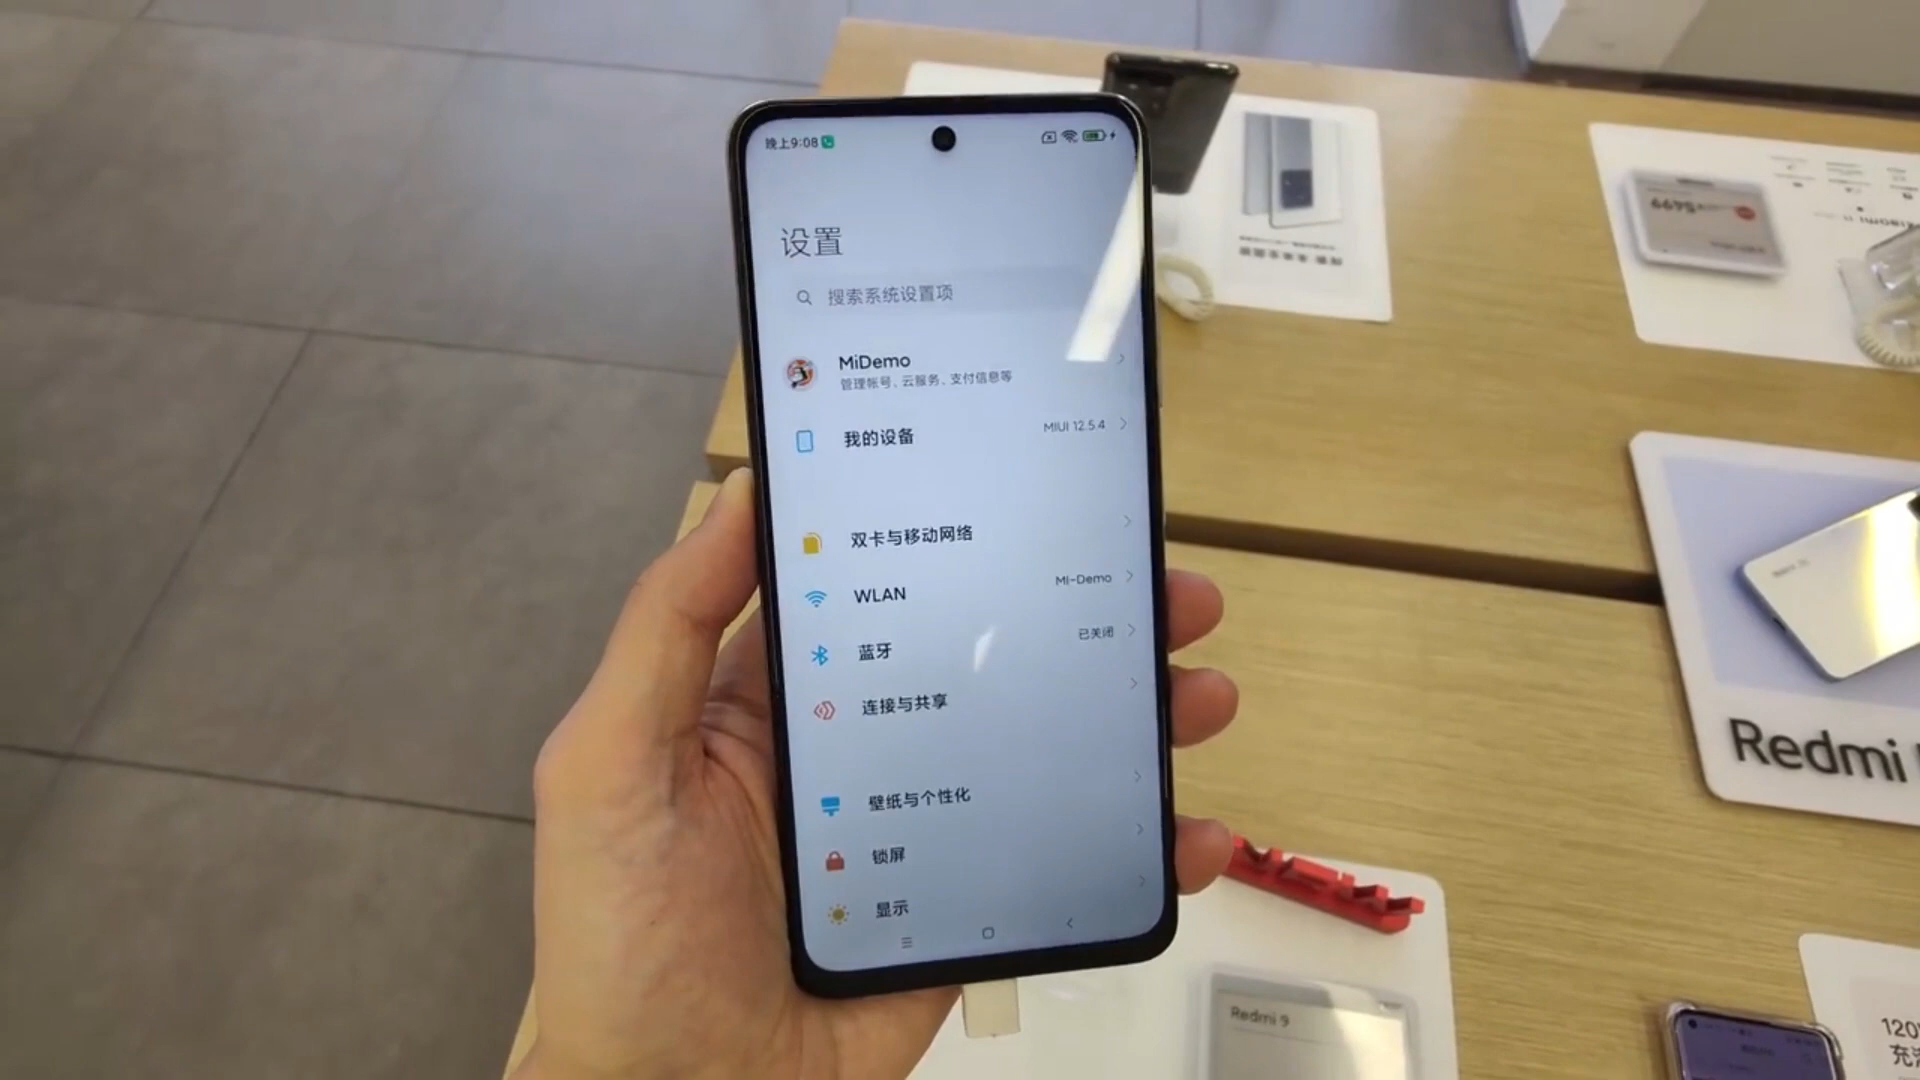 晚上9:08
设置
搜索系统设置项
MiDemo
管理帐号、云服务、支付信息等
我的设备
MIUI 12.5.4
双卡与移动网络
WLAN
MI-Demo
蓝牙
已关闭
连接与共享
壁纸与个性化
锁屏
显示
5499
Redmi
Redmi 9
120